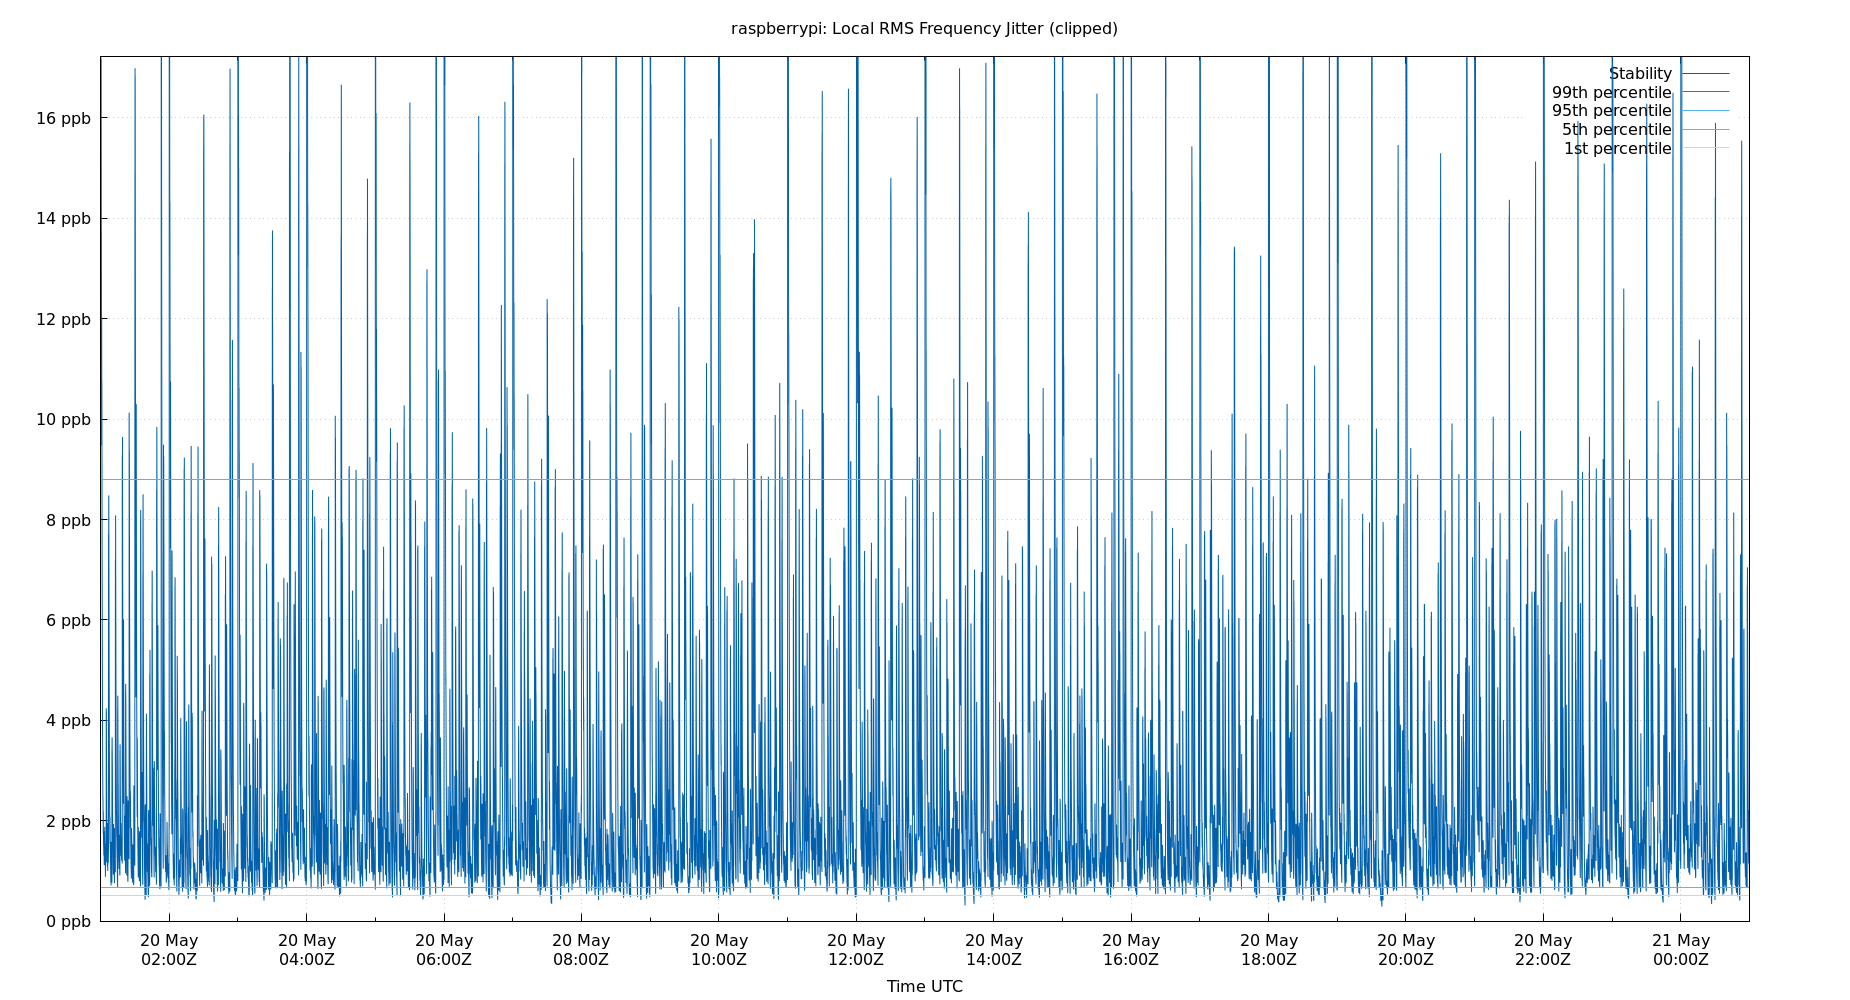 raspberrypi: Local RMS Frequency Jitter (clipped)
Stability
99th percentile
95th percentile
5th percentile
1st percentile
16 ppb
14 ppb
12 ppb
10 ppb
8 ppb
6 ppb
4 ppb
2 ppb
0 ppb
20 May 20 May 20 May 20 May 20 May 20 May 20 May 20 May 20 May 20 May 20 May 21 May
02:00Z 04:00Z 06:00Z 08:00Z 10:00Z 12:00Z 14:00Z 16:00Z 18:00Z 20:00Z 22:00Z 00:00Z
Time UTC